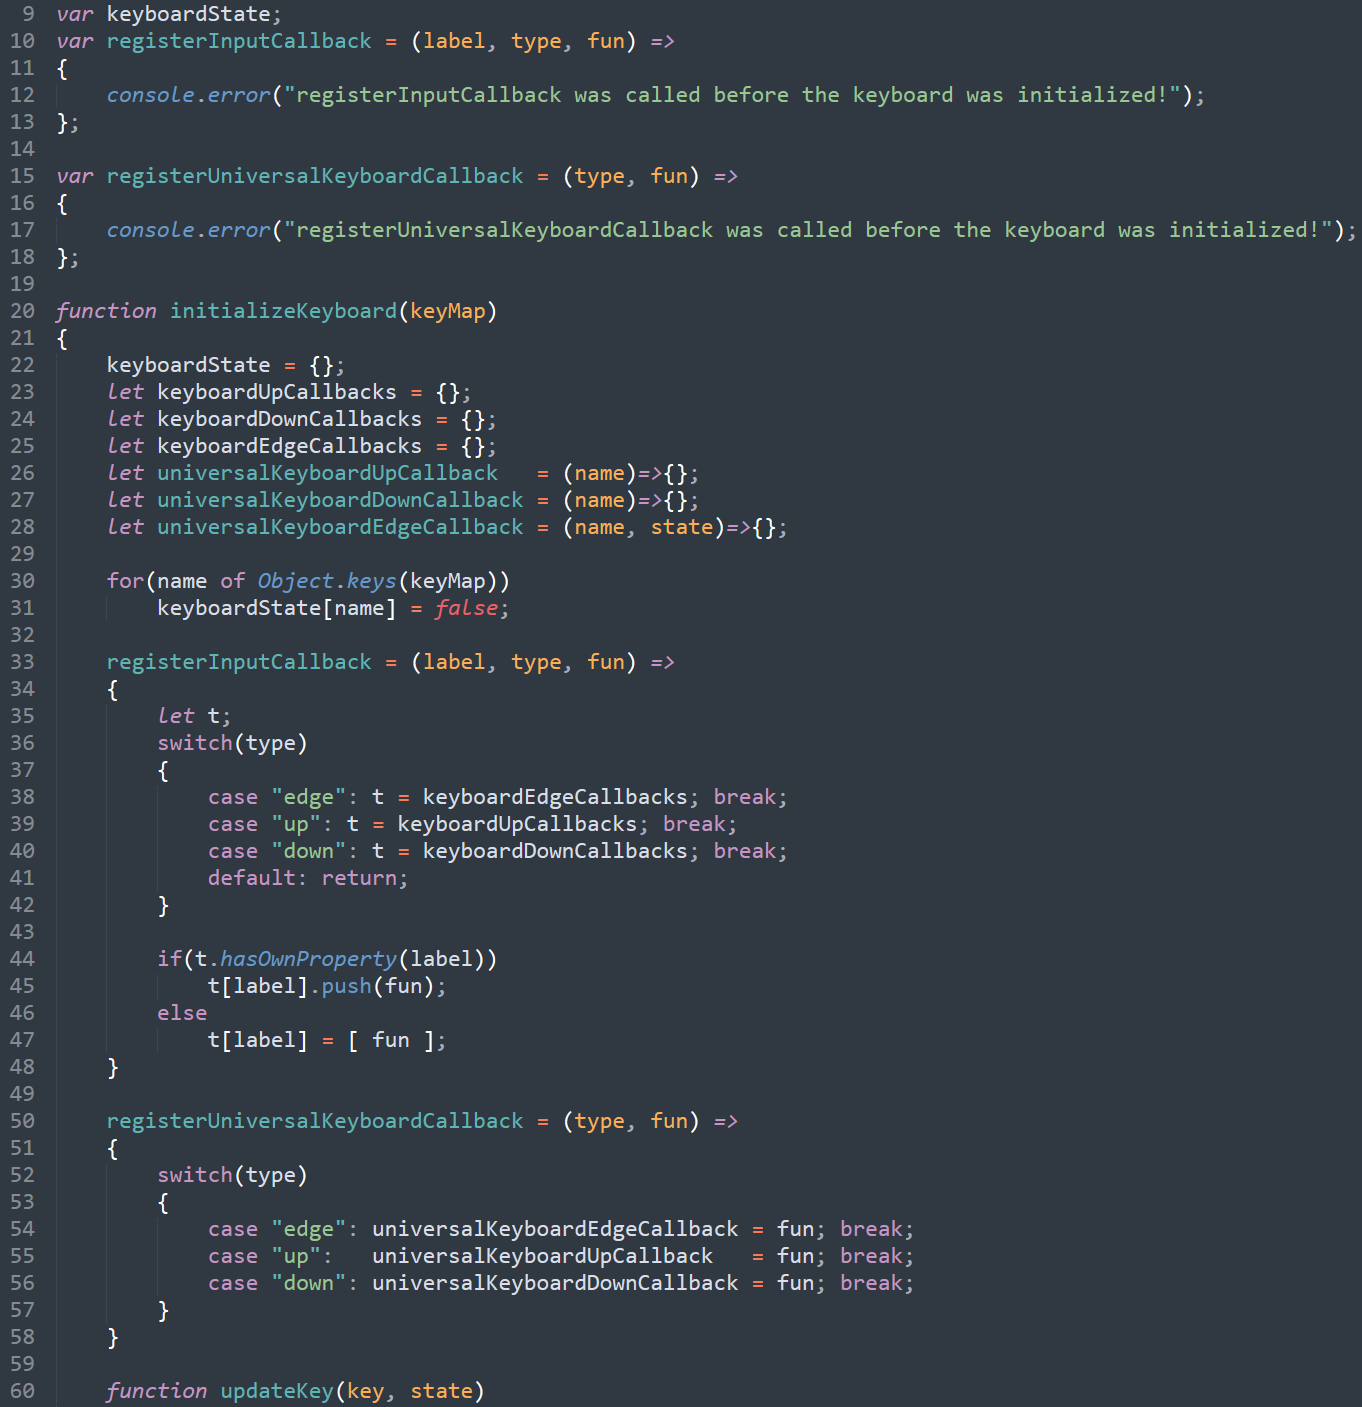 9 var keyboardState;
10 var registerInputCallback = (label, type, fun) =>
11 {
12     console.error("registerInputCallback was called before the keyboard was initialized!");
13 };
14
15 var registerUniversalKeyboardCallback = (type, fun) =>
16 {
17     console.error("registerUniversalKeyboardCallback was called before the keyboard was initialized!");
18 };
19
20 function initializeKeyboard(keyMap)
21 {
22     keyboardState = {};
23     let keyboardUpCallbacks = {};
24     let keyboardDownCallbacks = {};
25     let keyboardEdgeCallbacks = {};
26     let universalKeyboardUpCallback   = (name)=>{};
27     let universalKeyboardDownCallback = (name)=>{};
28     let universalKeyboardEdgeCallback = (name, state)=>{};
29
30     for(name of Object.keys(keyMap))
31         keyboardState[name] = false;
32
33     registerInputCallback = (label, type, fun) =>
34     {
35         let t;
36         switch(type)
37         {
38             case "edge": t = keyboardEdgeCallbacks; break;
39             case "up": t = keyboardUpCallbacks; break;
40             case "down": t = keyboardDownCallbacks; break;
41             default: return;
42         }
43
44         if(t.hasOwnProperty(label))
45             t[label].push(fun);
46         else
47             t[label] = [ fun ];
48     }
49
50     registerUniversalKeyboardCallback = (type, fun) =>
51     {
52         switch(type)
53         {
54             case "edge": universalKeyboardEdgeCallback = fun; break;
55             case "up":   universalKeyboardUpCallback   = fun; break;
56             case "down": universalKeyboardDownCallback = fun; break;
57         }
58     }
59
60     function updateKey(key, state)